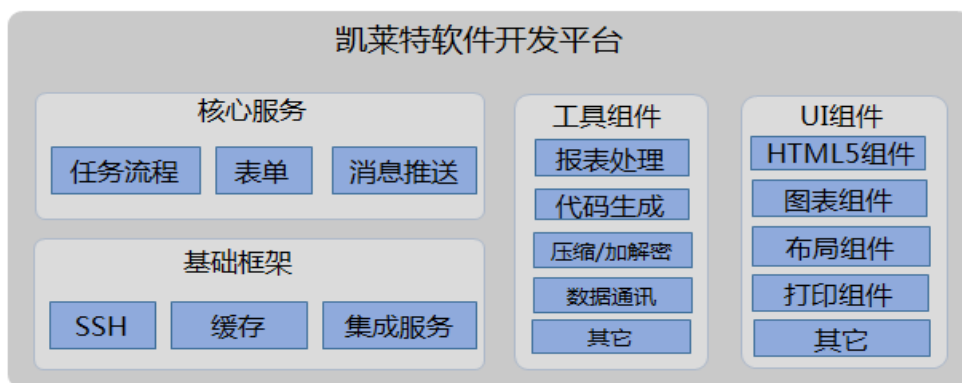 凯莱特软件开发平台
核心服务
任务流程 表单 消息推送
基础框架
SSH 缓存 集成服务
工具组件
报表处理
代码生成
压缩/加解密
数据通讯
其它
UI组件
HTML5组件
图表组件
布局组件
打印组件
其它